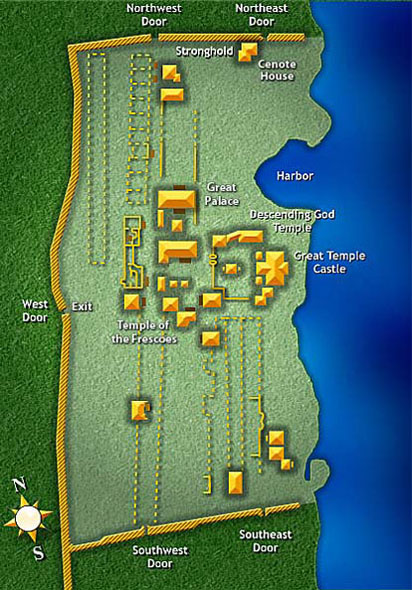 Northwest
Door
Northeast
Door
Stronghold
Cenote
House
Harbor
Great
Palace
Descending God
Temple
Great Temple
Castle
West
Door
Exit
Temple of
the Frescoes
N
S
Southwest
Door
Southeast
Door